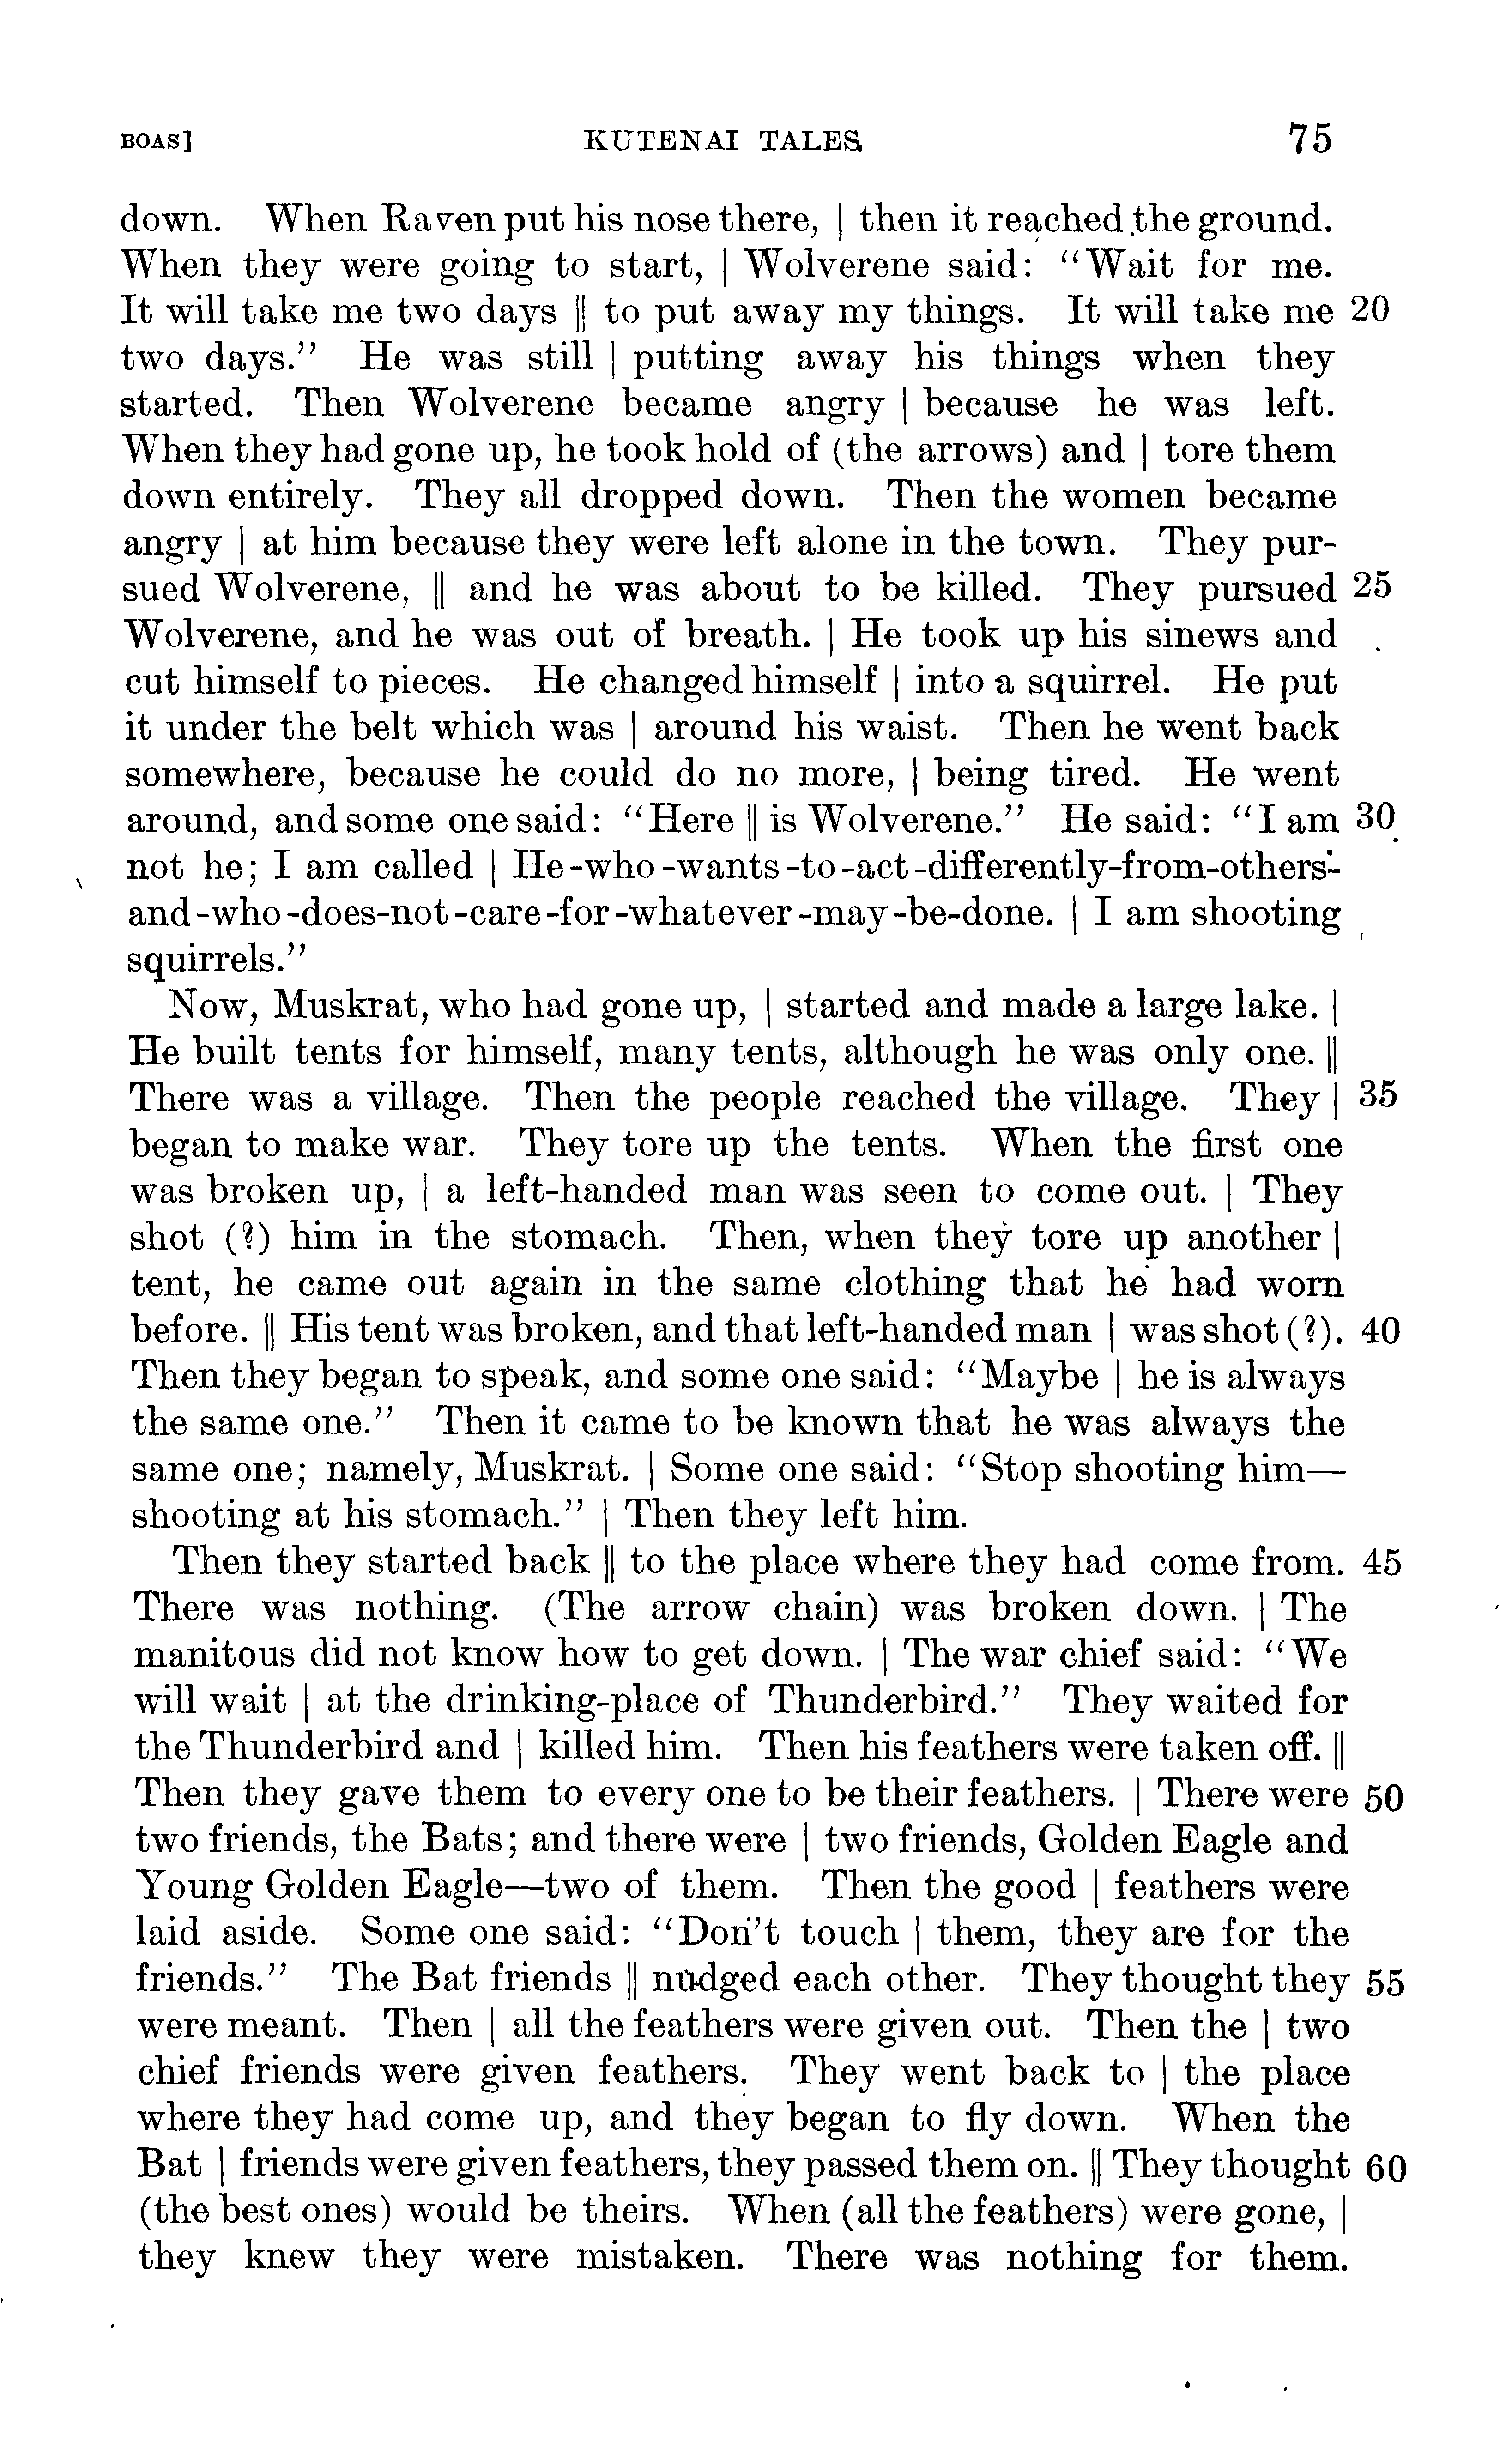 BOAS] KUTENAI TALES 75
down. When Raven put his nose there, | then it reached the ground.
When they were going to start, | Wolverene said: “Wait for me.
It will take me two days || to put away my things. It will take me 20
two days.” He was still | putting away his things when they
started. Then Wolverene became angry | because he was left.
When they had gone up, he took hold of (the arrows) and | tore them
down entirely. They all dropped down. Then the women became
angry | at him because they were left alone in the town. They pur-
sued Wolverene, || and he was about to be killed. They pursued 25
Wolverene, and he was out of breath. | He took up his sinews and
cut himself to pieces. He changed himself | into a squirrel. He put
it under the belt which was | around his waist. Then he went back
somewhere, because he could do no more, | being tired. He went
around, and some one said: “Here || is Wolverene.” He said: “I am 30
not he; I am called | He-who-wants-to-act-differently-from-others-
and-who-does-not-care-for-whatever-may-be-done. | I am shooting
squirrels.”
Now, Muskrat, who had gone up, | started and made a large lake. |
He built tents for himself, many tents, although he was only one. ||
There was a village. Then the people reached the village. They | 35
began to make war. They tore up the tents. When the first one
was broken up, | a left-handed man was seen to come out. | They
shot (?) him in the stomach. Then, when they tore up another |
tent, he came out again in the same clothing that he had worn
before. || His tent was broken, and that left-handed man | was shot (?). 40
Then they began to speak, and some one said: “Maybe | he is always
the same one.” Then it came to be known that he was always the
same one; namely, Muskrat. | Some one said: “Stop shooting him—
shooting at his stomach.” | Then they left him.
Then they started back || to the place where they had come from. 45
There was nothing. (The arrow chain) was broken down. | The
manitous did not know how to get down. | The war chief said: “We
will wait | at the drinking-place of Thunderbird.” They waited for
the Thunderbird and | killed him. Then his feathers were taken off. ||
Then they gave them to every one to be their feathers. | There were 50
two friends, the Bats; and there were | two friends, Golden Eagle and
Young Golden Eagle—two of them. Then the good | feathers were
laid aside. Some one said: “Don't touch | them, they are for the
friends.” The Bat friends || nudged each other. They thought they 55
were meant. Then | all the feathers were given out. Then the | two
chief friends were given feathers. They went back to | the place
where they had come up, and they began to fly down. When the
Bat | friends were given feathers, they passed them on. || They thought 60
(the best ones) would be theirs. When (all the feathers) were gone, |
they knew they were mistaken. There was nothing for them.